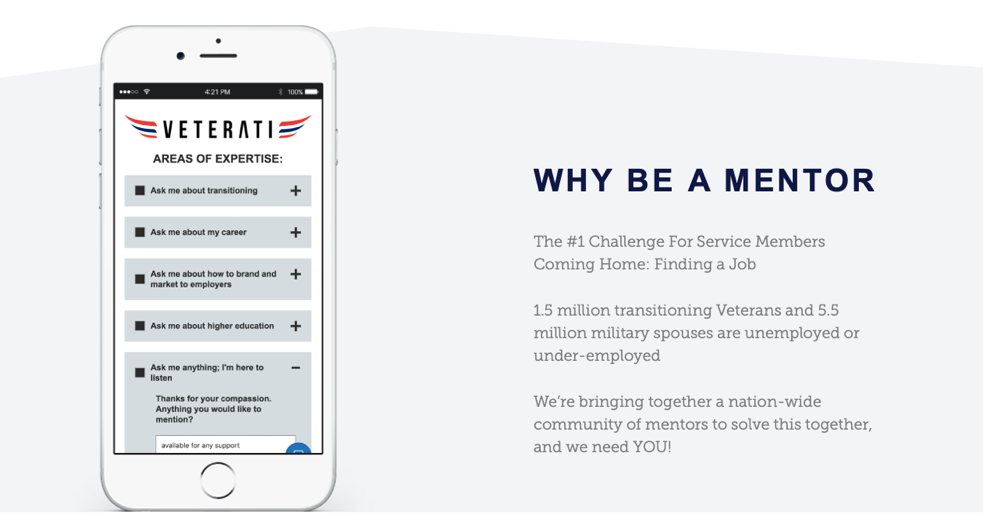 4:21 PM
100%
VETERATI
AREAS OF EXPERTISE:
Ask me about transitioning
Ask me about my career
Ask me about how to brand and
market to employers
Ask me about higher education
Ask me anything; I'm here to
listen
Thanks for your compassion.
Anything you would like to
mention?
available for any support
WHY BE A MENTOR
The #1 Challenge For Service Members
Coming Home: Finding a Job
1.5 million transitioning Veterans and 5.5
million military spouses are unemployed or
under-employed
We're bringing together a nation-wide
community of mentors to solve this together,
and we need YOU!